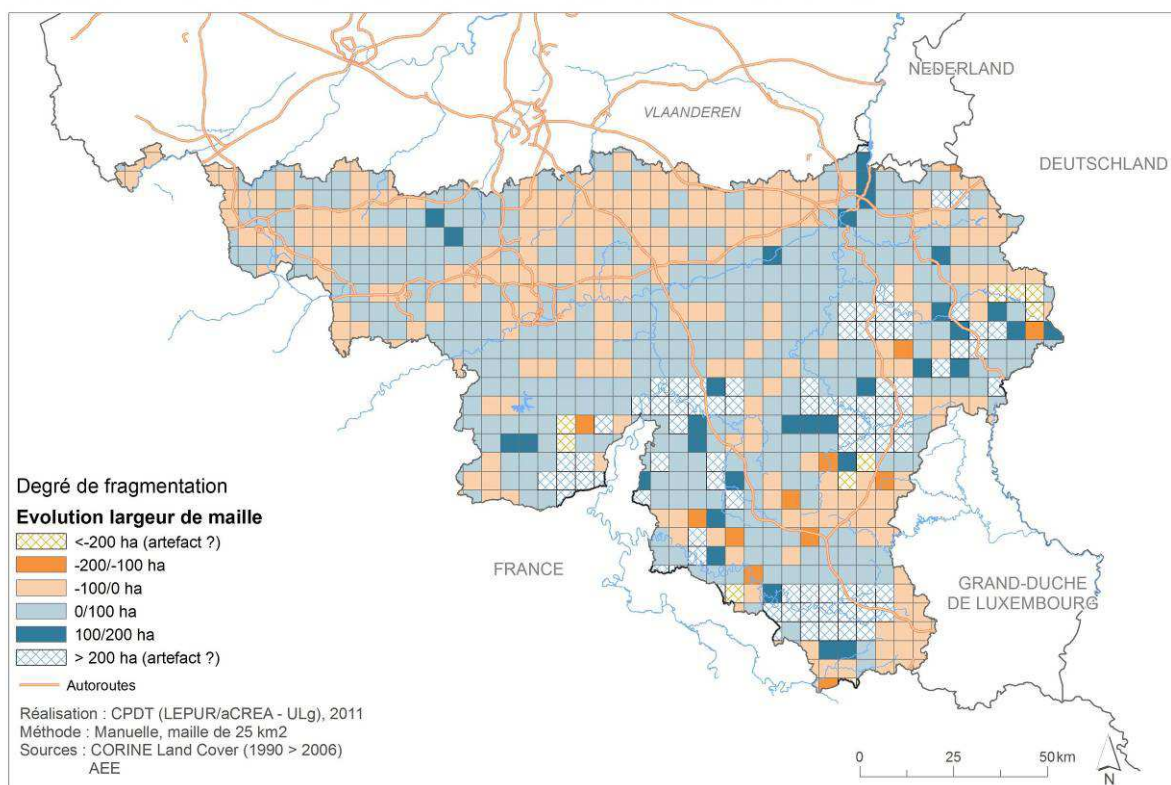 NEDERLAND
VLAANDEREN
DEUTSCHLAND
Degré de fragmentation
Evolution largeur de maille
<-200 ha (artefact ?)
-200/-100 ha
-100/0 ha
0/100 ha
100/200 ha
> 200 ha (artefact ?)
Autoroutes
FRANCE
GRAND-DUCHE
DE LUXEMBOURG
Réalisation : CPDT (LEPUR/aCREA - ULg), 2011
Méthode : Manuelle, maille de 25 km2
Sources : CORINE Land Cover (1990 > 2006)
AEE
0 25 50 km
N